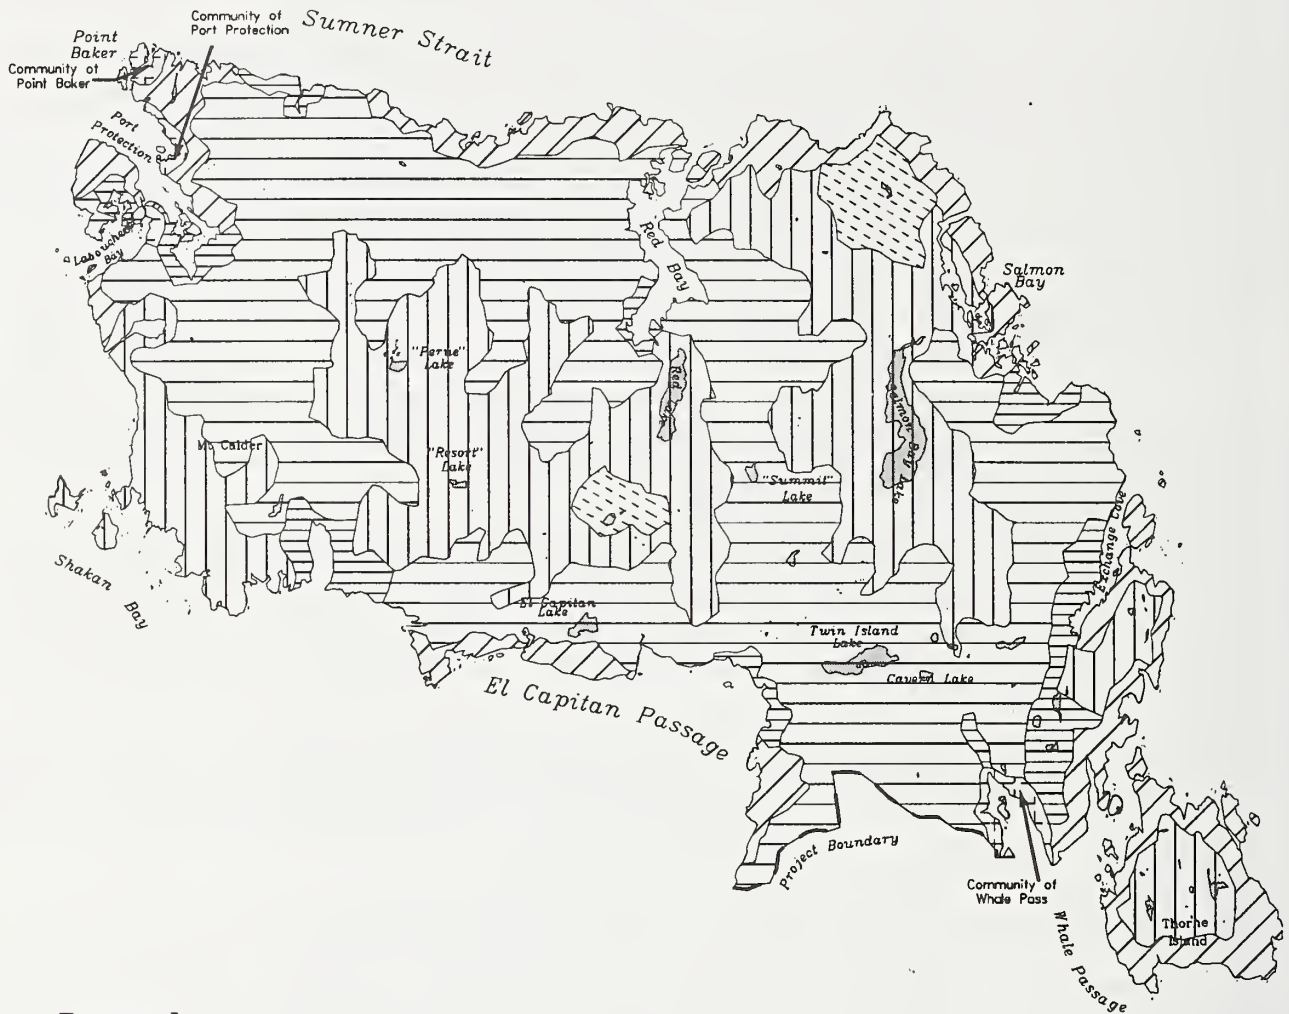 Community of
Port Protection
Sumner Strait
Point
Baker
Community of
Point Baker
Port
Protection
Labouchere
Bay
Red
Bay
Salmon
Bay
"Perue"
Lake
Red Lake
Salmon Bay Lake
Mt Calder
"Resort"
Lake
"Summit"
Lake
Exchange Cove
Shakan
Bay
El Capitan
Lake
Twin Island
Lake
Cavern Lake
El Capitan Passage
Project Boundary
Community of
Whale Pass
Thorne
Island
Whale Passage